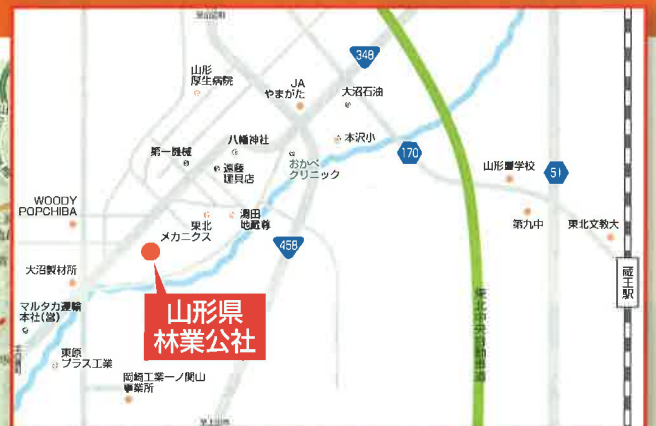 348
山形
厚生病院
JA
やまがた
大沼石油
八幡神社
本沢小
第一機械
おかべ
クリニック
170
遠藤
建具店
山形聾学校
51
WOODY
POPCHIBA
湯田
地蔵尊
東北
メカニクス
第九中
東北文教大
458
大沼製材所
蔵王駅
山形県
林業公社
マルタカ運輸
本社(営)
東北中央自動車道
東原
プラス工業
岡崎工業一ノ関山
事業所